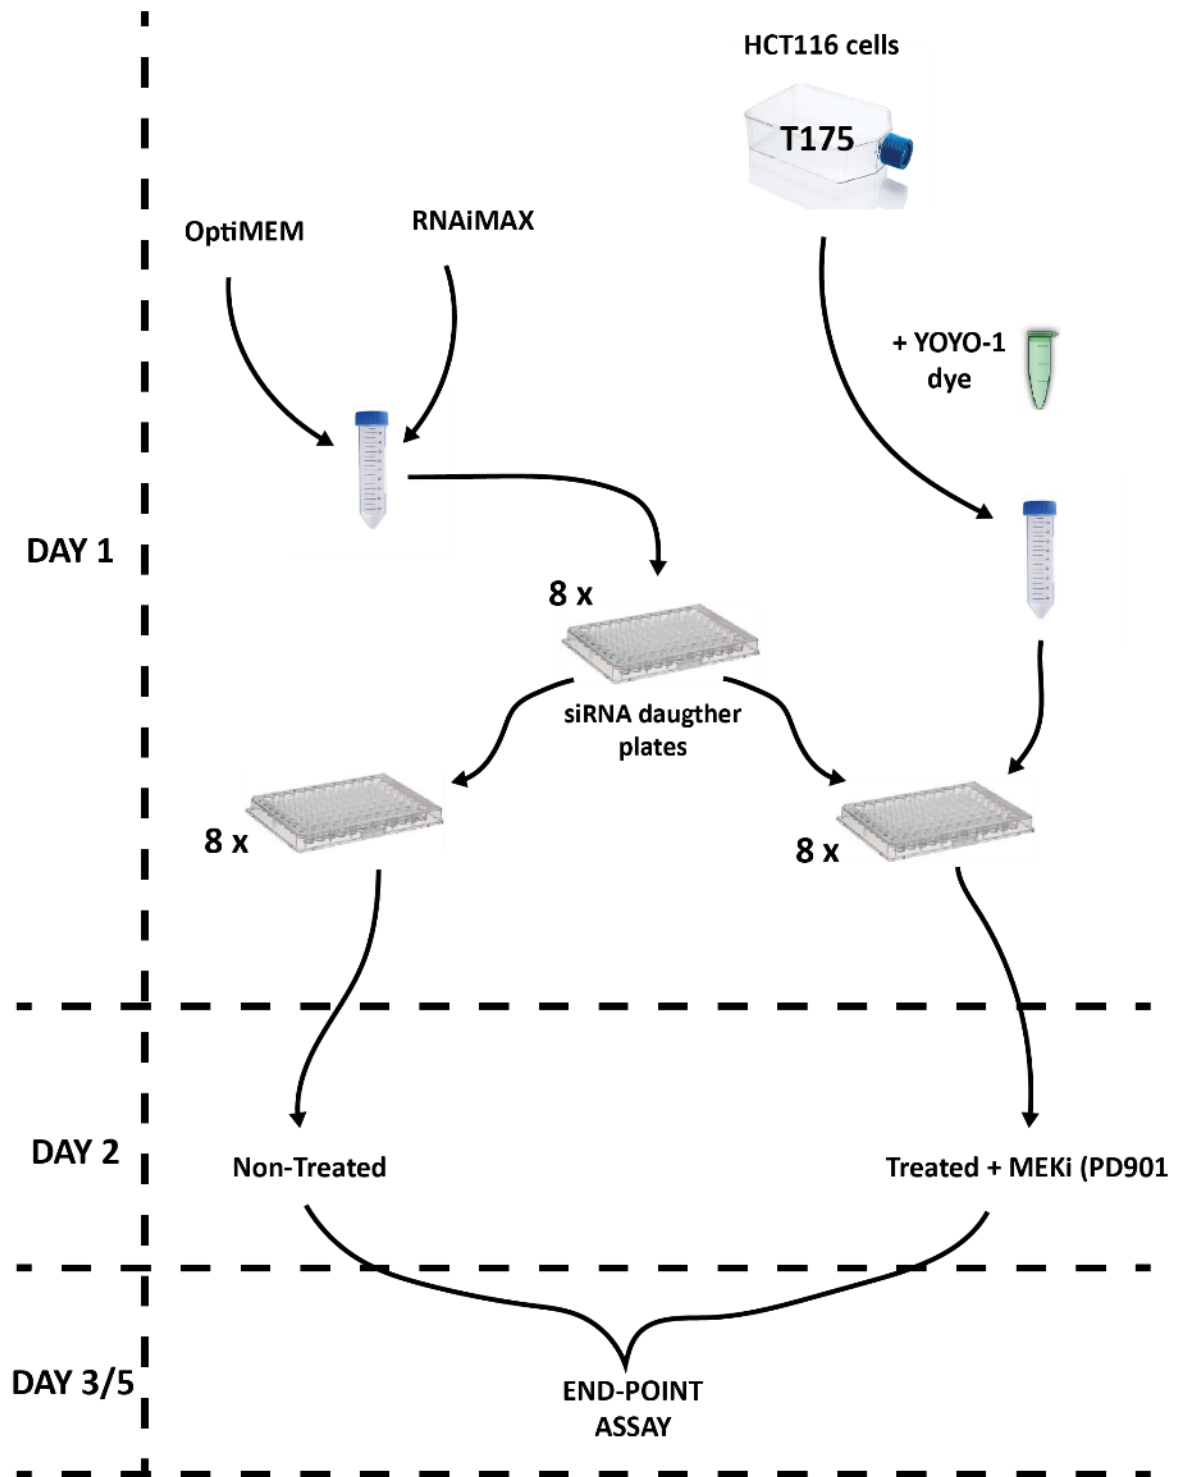 HCT116 cells
T175
OptiMEM
RNAiMAX
+ YOYO-1
dye
DAY 1
8 x
siRNA daugther
plates
8 x
8 x
DAY 2
Non-Treated
Treated + MEKi (PD901
DAY 3/5
END-POINT
ASSAY